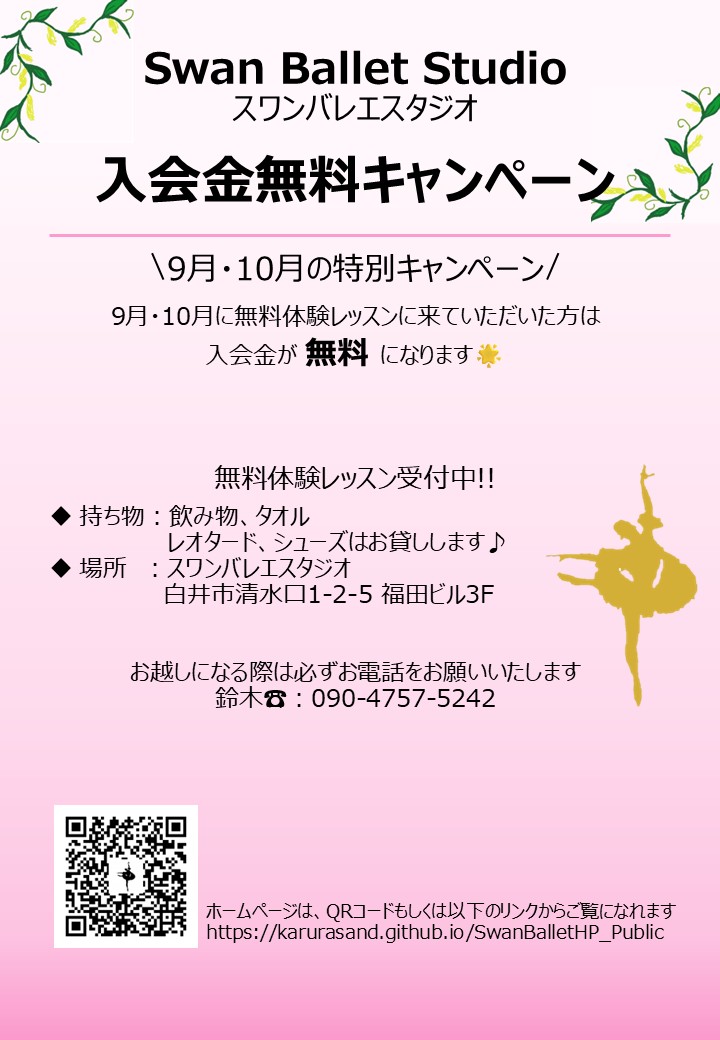 Swan Ballet Studio
スワンバレエスタジオ
入会金無料キャンペーン
\9月・10月の特別キャンペーン/
9月・10月に無料体験レッスンに来ていただいた方は
入会金が 無料 になります🌟
無料体験レッスン受付中!!
◆ 持ち物：飲み物、タオル
レオタード、シューズはお貸しします♪
◆ 場所　：スワンバレエスタジオ
白井市清水口1-2-5 福田ビル3F
お越しになる際は必ずお電話をお願いいたします
鈴木☎：090-4757-5242
ホームページは、QRコードもしくは以下のリンクからご覧になれます
https://karurasand.github.io/SwanBalletHP_Public